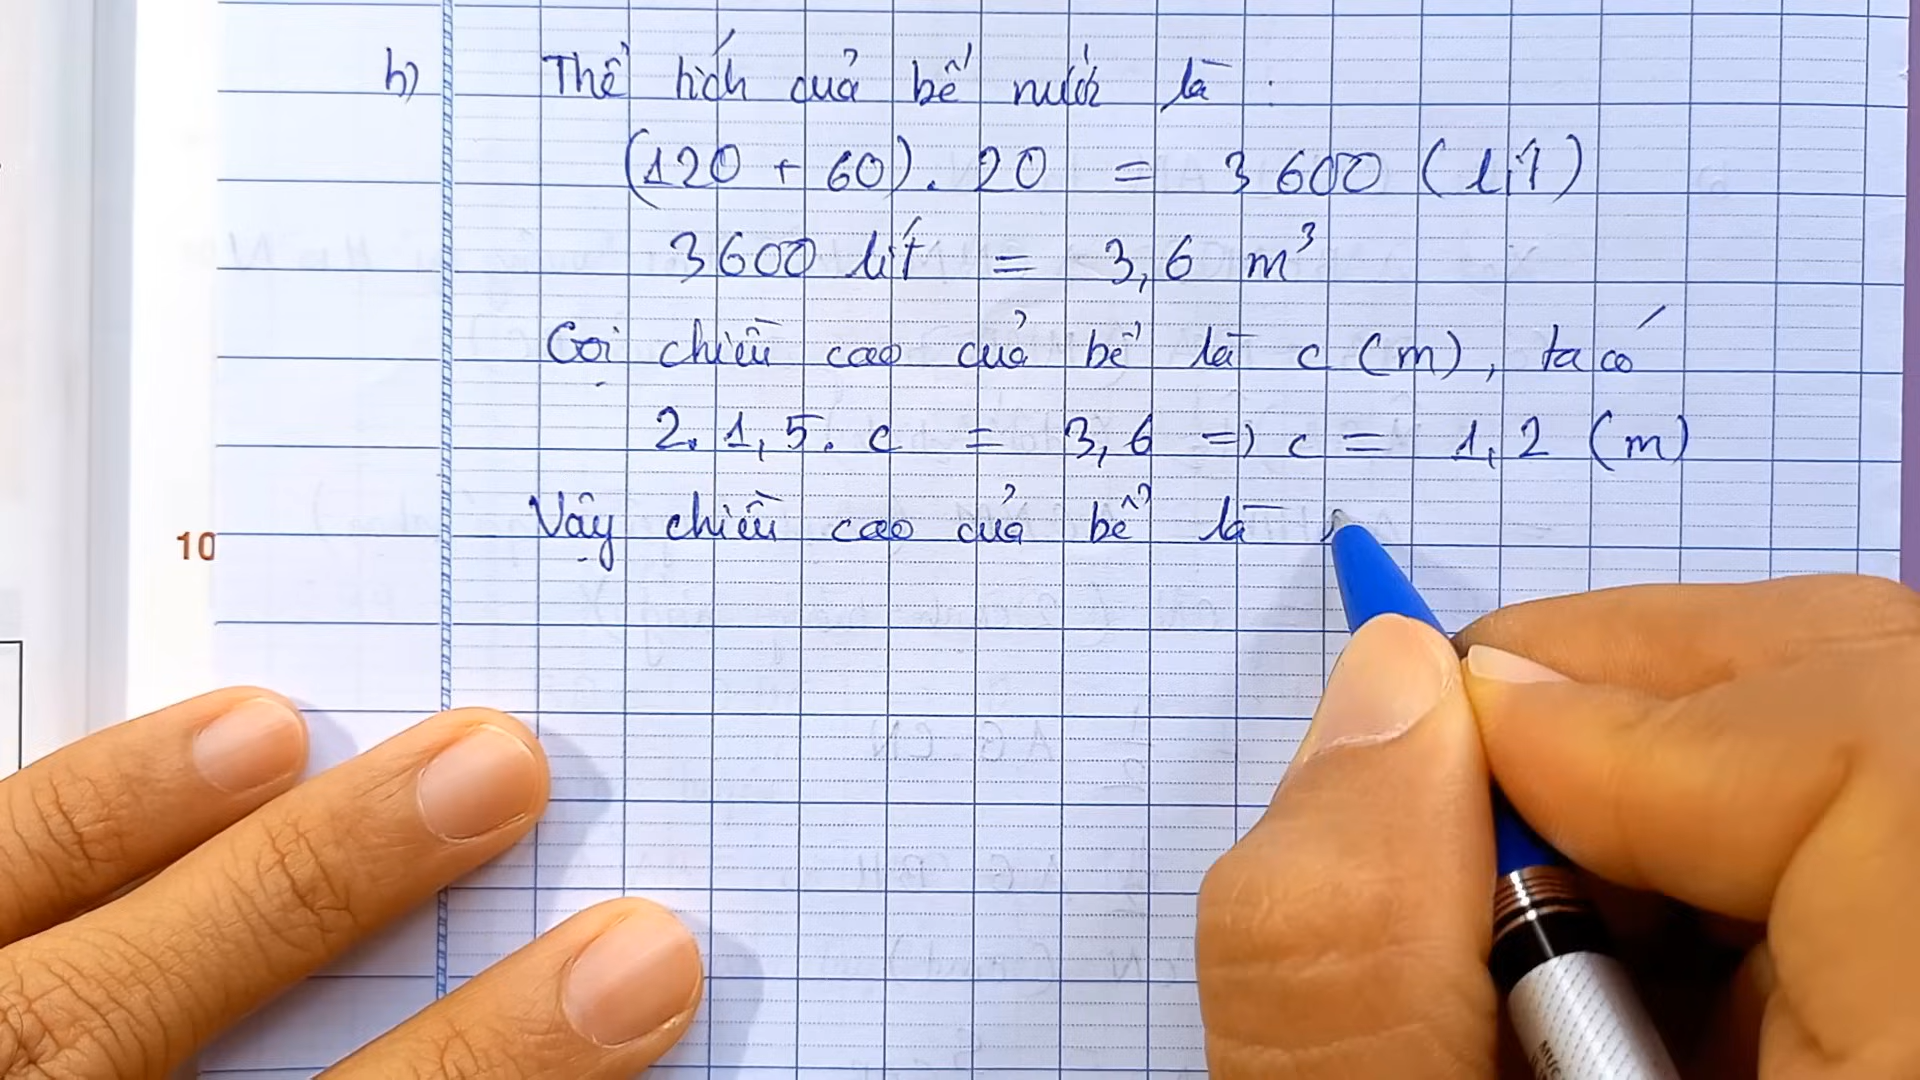 b) Thể tích của bể nước là :
(120 + 60) . 20 = 3 600 (lít)
3600 lít = 3,6 m³
Gọi chiều cao của bể là c (m), ta có
2. 1,5. c = 3,6 => c = 1,2 (m)
Vậy chiều cao của bể là
10